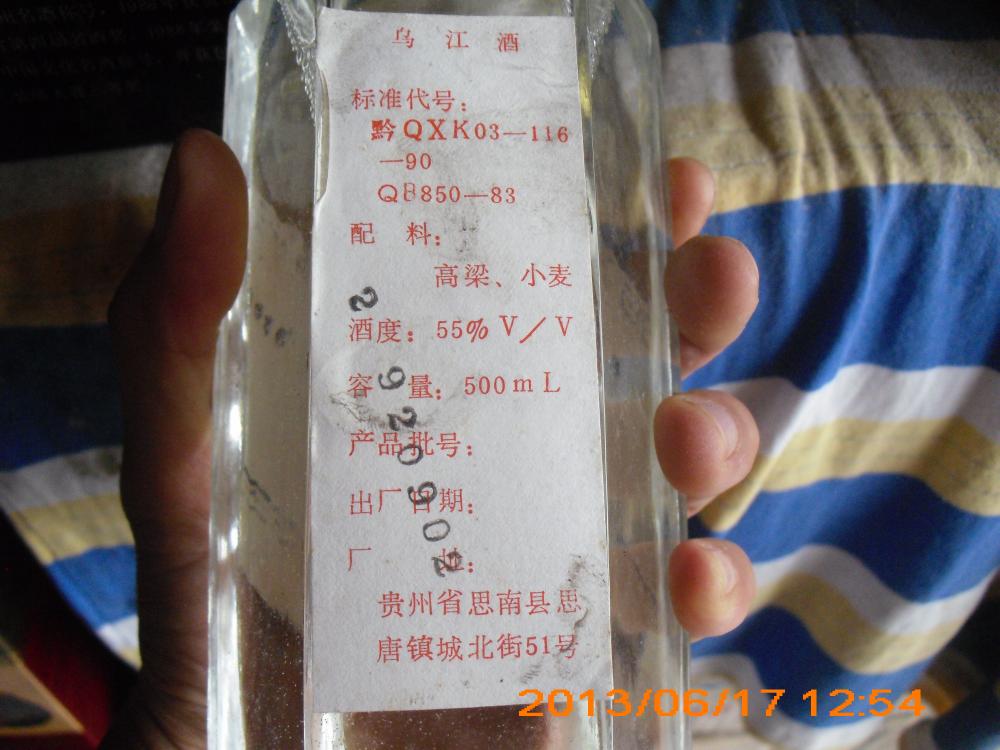 乌江酒
标准代号：
黔QXK03—116
—90
QB850—83
配 料：
高梁、小麦
酒度：55% V／V
容 量：500mL
产品批号：
出厂日期：
厂 址：
贵州省思南县思
唐镇城北街51号
2
920902
2013/06/17 12:54